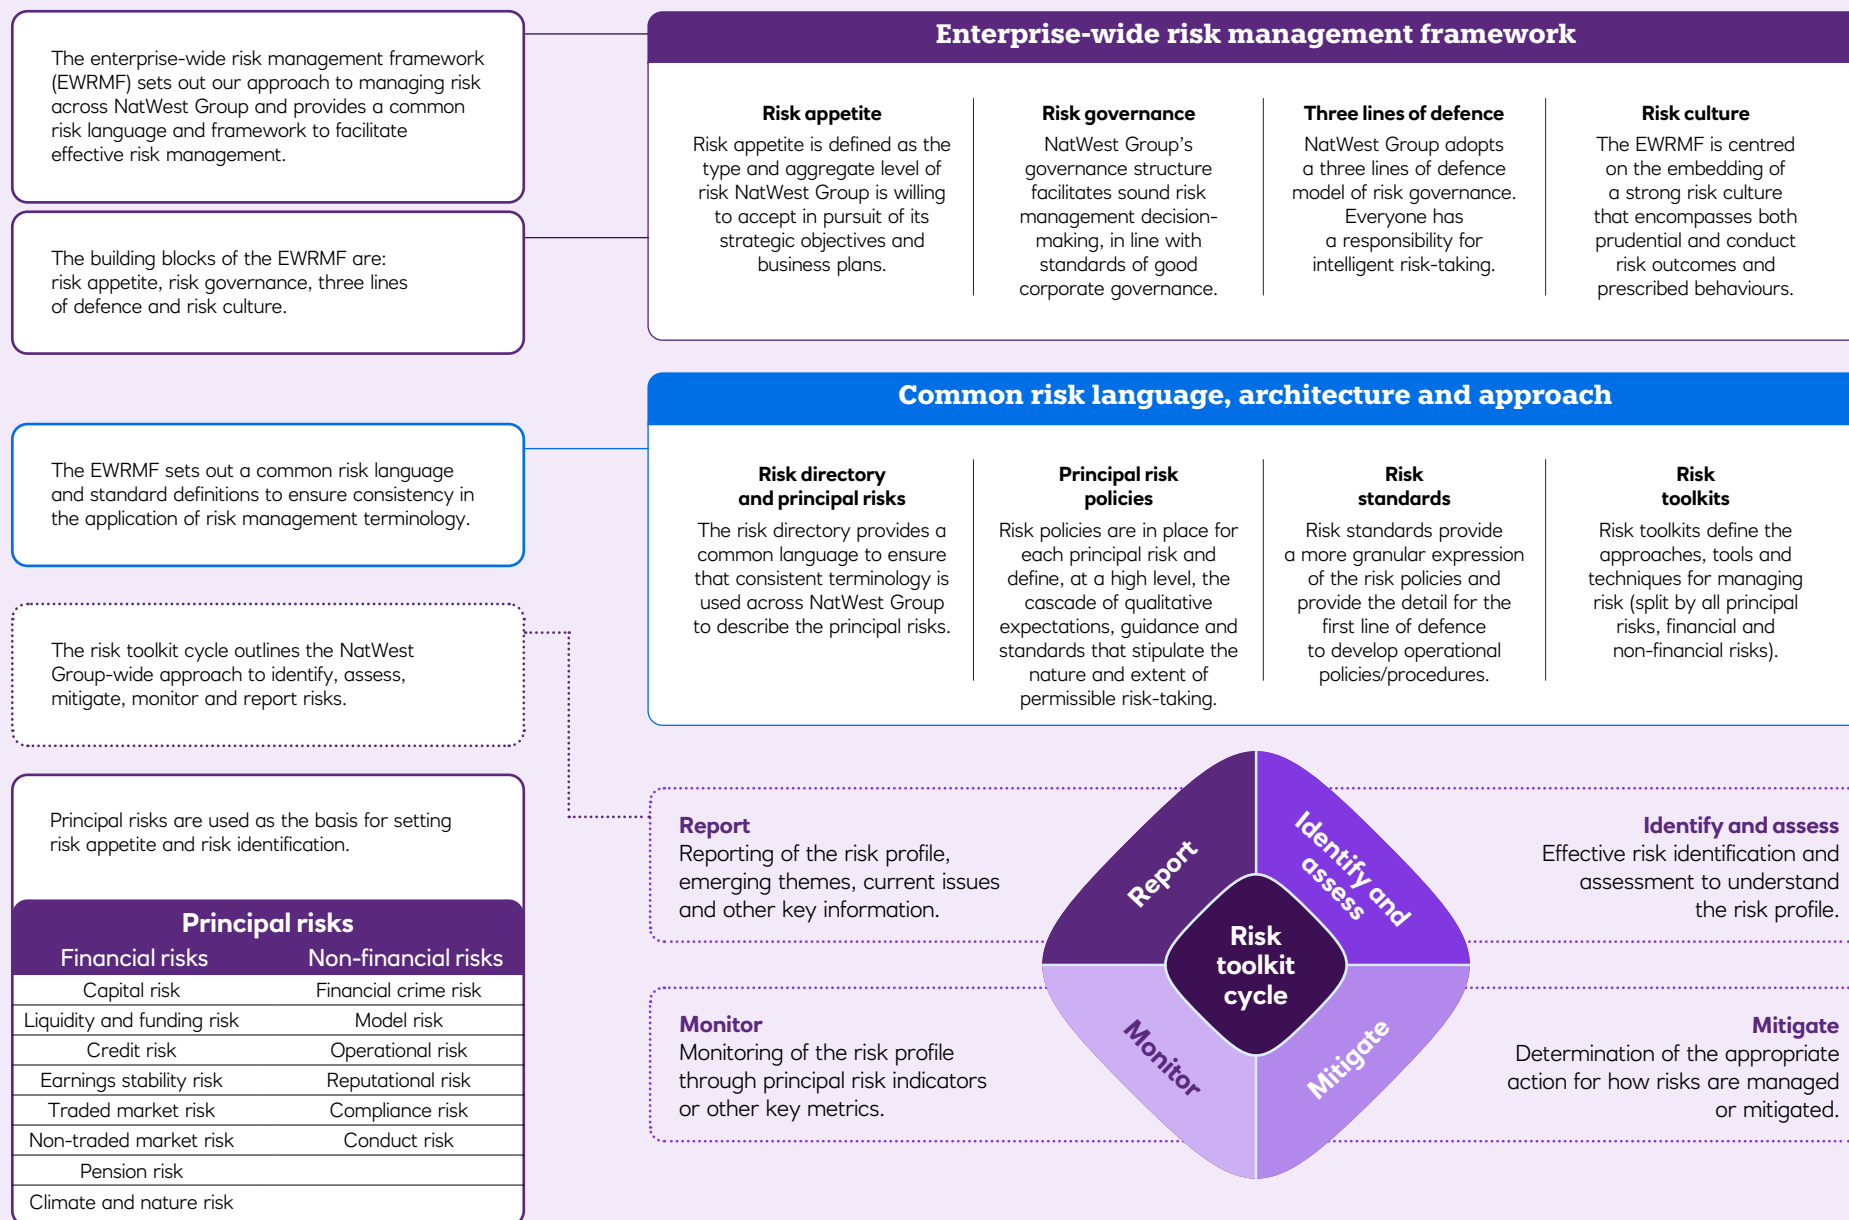 The enterprise-wide risk management framework
(EWRMF) sets out our approach to managing risk
across NatWest Group and provides a common
risk language and framework to facilitate
effective risk management.
The building blocks of the EWRMF are:
risk appetite, risk governance, three lines
of defence and risk culture.
Enterprise-wide risk management framework
Risk appetite
Risk appetite is defined as the
type and aggregate level of
risk NatWest Group is willing
to accept in pursuit of its
strategic objectives and
business plans.
Risk governance
NatWest Group's
governance structure
facilitates sound risk
management decision-
making, in line with
standards of good
corporate governance.
Three lines of defence
NatWest Group adopts
a three lines of defence
model of risk governance.
Everyone has
a responsibility for
intelligent risk-taking.
Risk culture
The EWRMF is centred
on the embedding of
a strong risk culture
that encompasses both
prudential and conduct
risk outcomes and
prescribed behaviours.
The EWRMF sets out a common risk language
and standard definitions to ensure consistency in
the application of risk management terminology.
Common risk language, architecture and approach
Risk directory
and principal risks
The risk directory provides a
common language to ensure
that consistent terminology is
used across NatWest Group
to describe the principal risks.
Principal risk
policies
Risk policies are in place for
each principal risk and
define, at a high level, the
cascade of qualitative
expectations, guidance and
standards that stipulate the
nature and extent of
permissible risk-taking.
Risk
standards
Risk standards provide
a more granular expression
of the risk policies and
provide the detail for the
first line of defence
to develop operational
policies/procedures.
Risk
toolkits
Risk toolkits define the
approaches, tools and
techniques for managing
risk (split by all principal
risks, financial and
non-financial risks).
The risk toolkit cycle outlines the NatWest
Group-wide approach to identify, assess,
mitigate, monitor and report risks.
Principal risks are used as the basis for setting
risk appetite and risk identification.
Principal risks
Financial risks Non-financial risks
Capital risk Financial crime risk
Liquidity and funding risk Model risk
Credit risk Operational risk
Earnings stability risk Reputational risk
Traded market risk Compliance risk
Non-traded market risk Conduct risk
Pension risk
Climate and nature risk
Report
Reporting of the risk profile,
emerging themes, current issues
and other key information.
Monitor
Monitoring of the risk profile
through principal risk indicators
or other key metrics.
Report
Identify and
assess
Risk
toolkit
cycle
Monitor
Mitigate
Identify and assess
Effective risk identification and
assessment to understand
the risk profile.
Mitigate
Determination of the appropriate
action for how risks are managed
or mitigated.